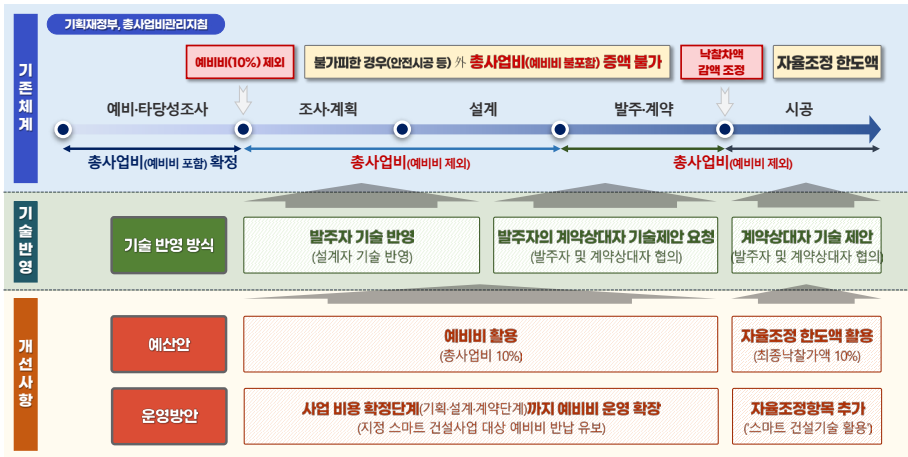 기획재정부, 총사업비관리지침
기존체계
예비비(10%) 제외
불가피한 경우(안전시공 등) 外 총사업비(예비비 불포함) 증액 불가
낙찰차액
감액 조정
자율조정 한도액
예비·타당성조사
조사·계획
설계
발주·계약
시공
총사업비(예비비 포함) 확정
총사업비(예비비 제외)
총사업비(예비비 제외)
기술반영
기술 반영 방식
발주자 기술 반영
(설계자 기술 반영)
발주자의 계약상대자 기술제안 요청
(발주자 및 계약상대자 협의)
계약상대자 기술 제안
(발주자 및 계약상대자 협의)
개선사항
예산안
예비비 활용
(총사업비 10%)
자율조정 한도액 활용
(최종낙찰가액 10%)
운영방안
사업 비용 확정단계(기획·설계·계약단계)까지 예비비 운영 확장
(지정 스마트 건설사업 대상 예비비 반납 유보)
자율조정항목 추가
('스마트 건설기술 활용')